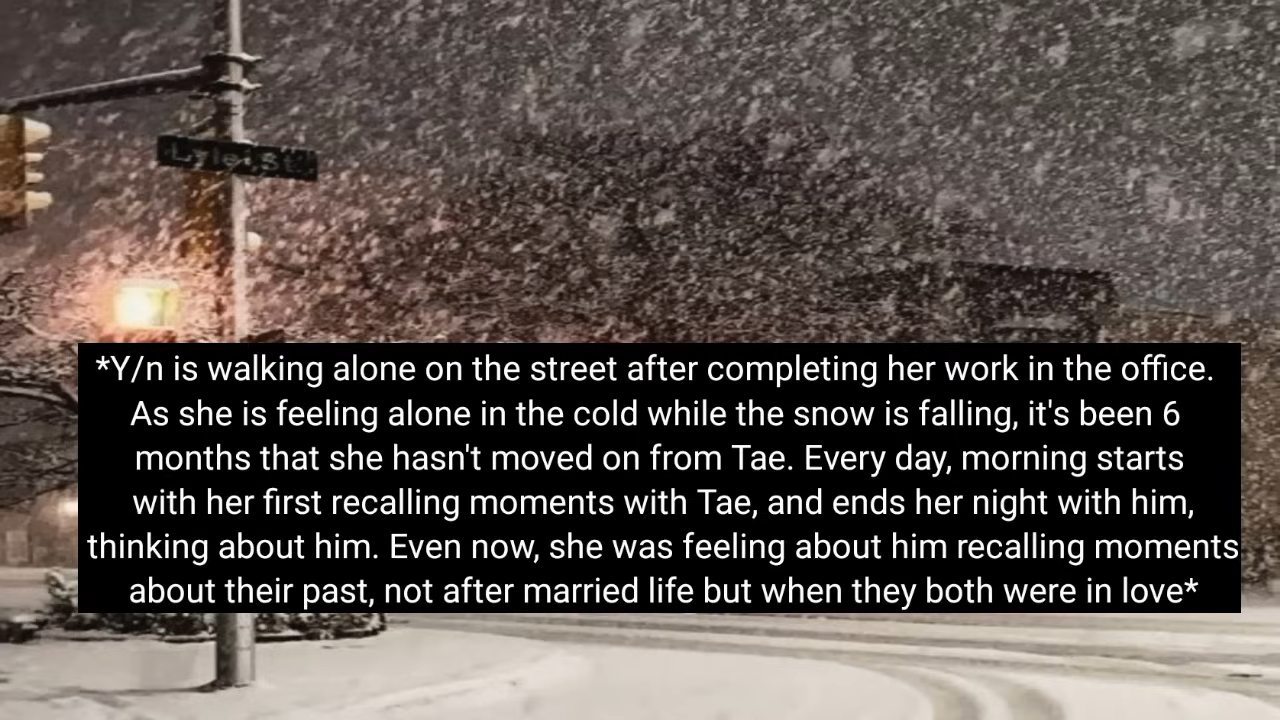 *Y/n is walking alone on the street after completing her work in the office.
As she is feeling alone in the cold while the snow is falling, it's been 6
months that she hasn't moved on from Tae. Every day, morning starts
with her first recalling moments with Tae, and ends her night with him,
thinking about him. Even now, she was feeling about him recalling moments
about their past, not after married life but when they both were in love*